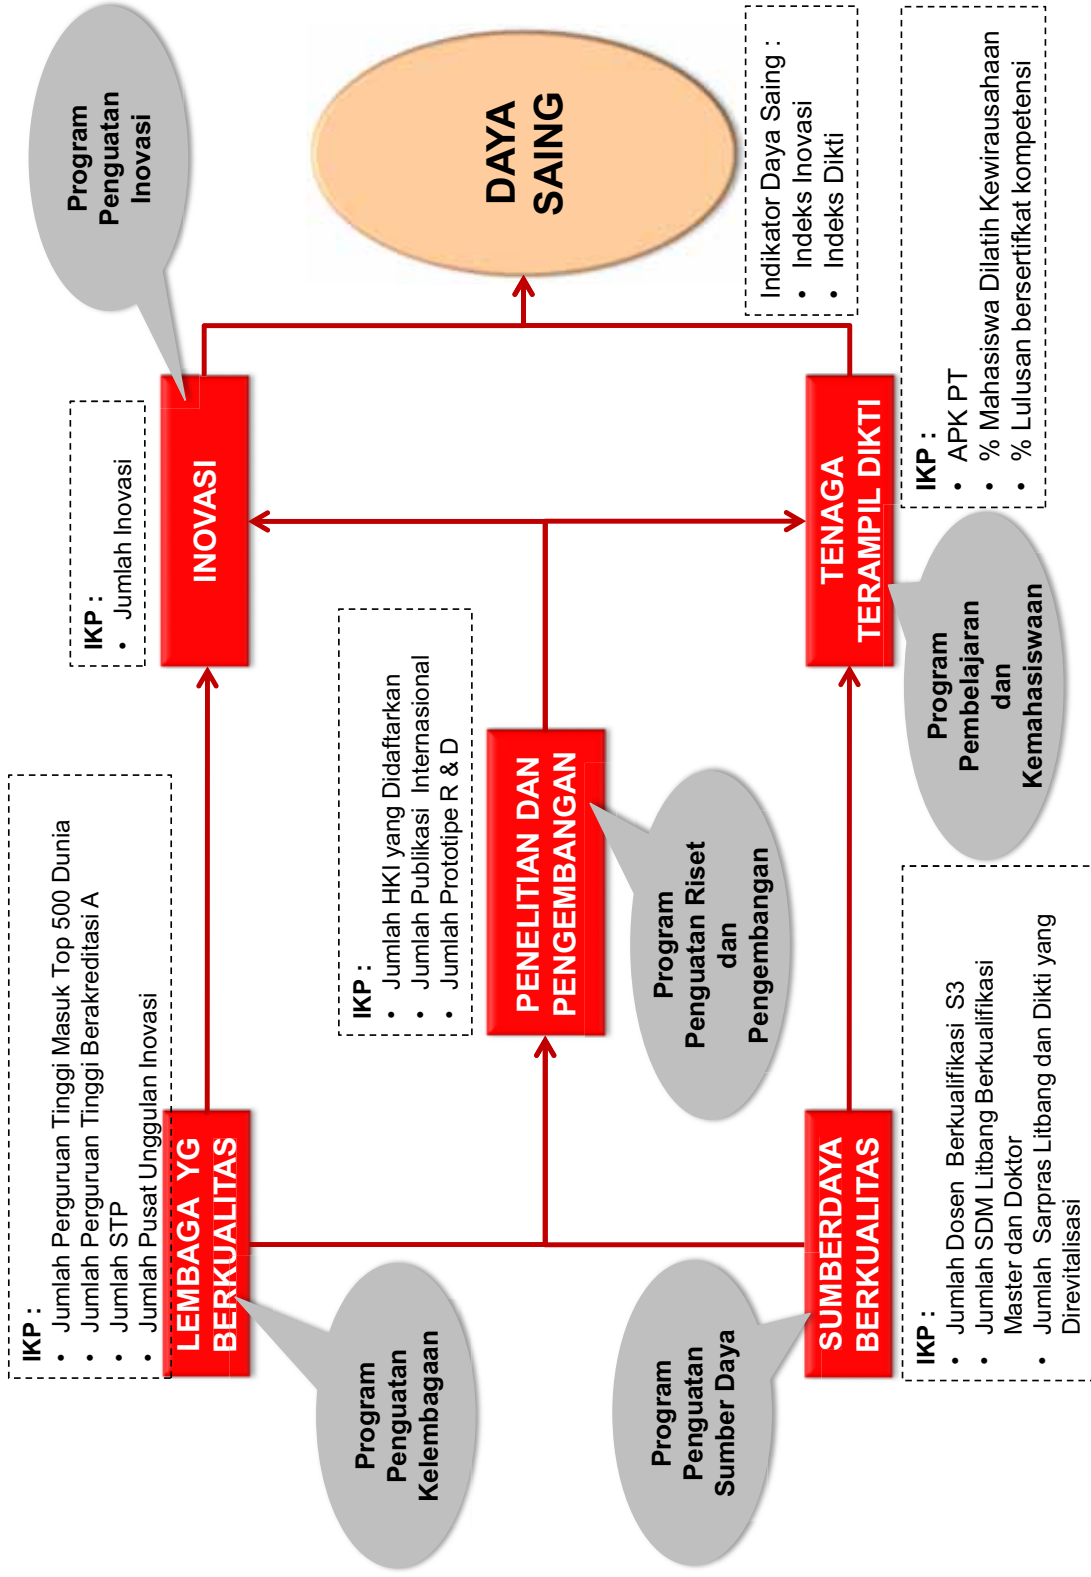 IKP :
• Jumlah Perguruan Tinggi Masuk Top 500 Dunia
• Jumlah Perguruan Tinggi Berakreditasi A
• Jumlah STP
• Jumlah Pusat Unggulan Inovasi
LEMBAGA YG
BERKUALITAS
Program
Penguatan
Kelembagaan
IKP :
• Jumlah Inovasi
INOVASI
Program
Penguatan
Inovasi
IKP :
• Jumlah HKI yang Didaftarkan
• Jumlah Publikasi Internasional
• Jumlah Prototipe R & D
PENELITIAN DAN
PENGEMBANGAN
Program
Penguatan Riset
dan
Pengembangan
DAYA
SAING
Indikator Daya Saing :
• Indeks Inovasi
• Indeks Dikti
Program
Penguatan
Sumber Daya
SUMBERDAYA
BERKUALITAS
IKP :
• Jumlah Dosen Berkualifikasi S3
• Jumlah SDM Litbang Berkualifikasi
Master dan Doktor
• Jumlah Sarpras Litbang dan Dikti yang
Direvitalisasi
TENAGA
TERAMPIL DIKTI
Program
Pembelajaran
dan
Kemahasiswaan
IKP :
• APK PT
• % Mahasiswa Dilatih Kewirausahaan
• % Lulusan bersertifkat kompetensi